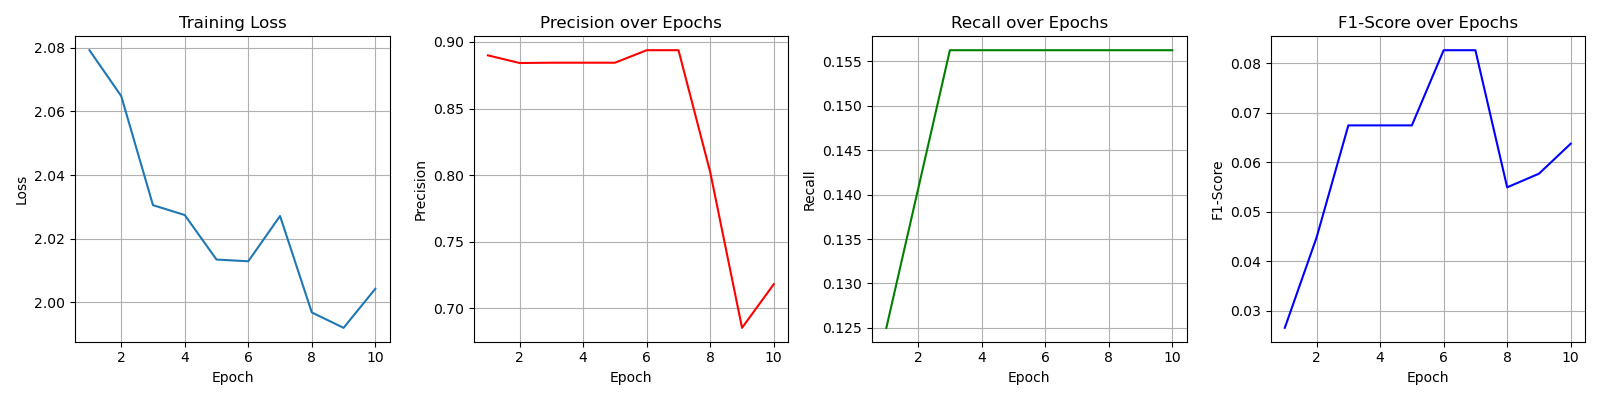 Training Loss
2.08
2.06
2.04
2.02
2.00
Loss
2 4 6 8 10
Epoch
Precision over Epochs
0.90
0.85
0.80
0.75
0.70
Precision
2 4 6 8 10
Epoch
Recall over Epochs
0.155
0.150
0.145
0.140
0.135
0.130
0.125
Recall
2 4 6 8 10
Epoch
F1-Score over Epochs
0.08
0.07
0.06
0.05
0.04
0.03
F1-Score
2 4 6 8 10
Epoch